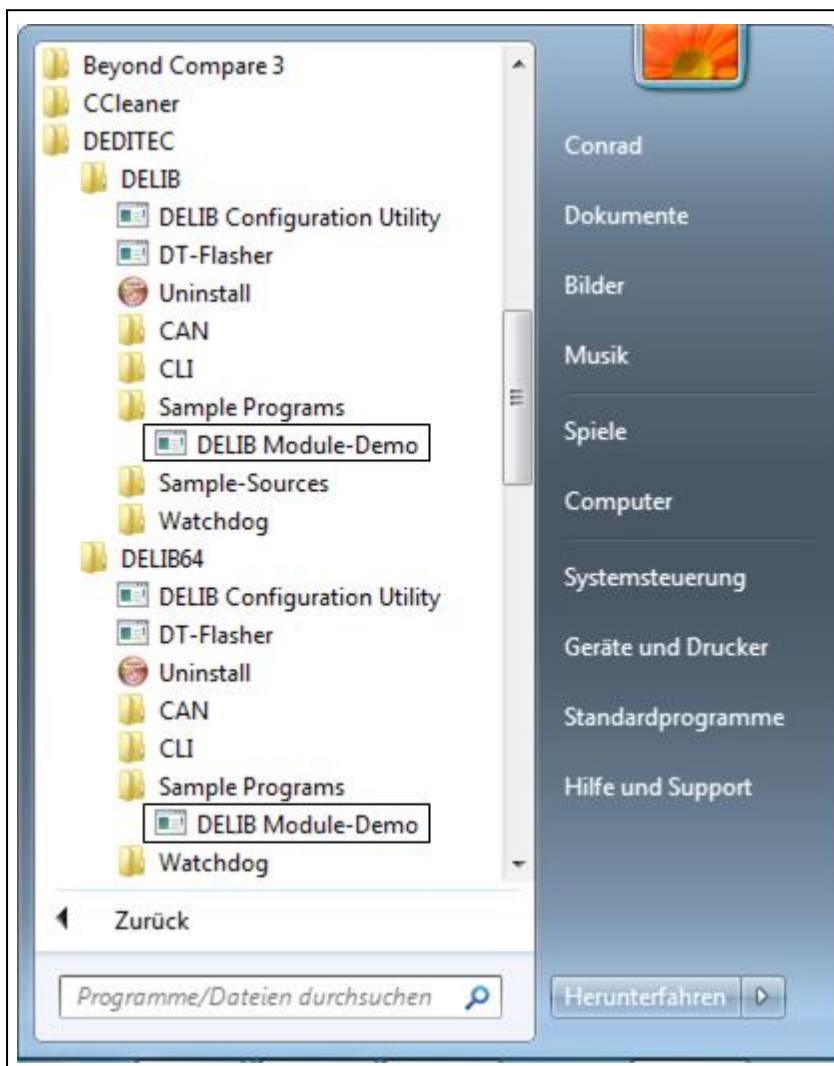 Beyond Compare 3
CCleaner
DEDITEC
DELIB
DELIB Configuration Utility
DT-Flasher
Uninstall
CAN
CLI
Sample Programs
DELIB Module-Demo
Sample-Sources
Watchdog
DELIB64
DELIB Configuration Utility
DT-Flasher
Uninstall
CAN
CLI
Sample Programs
DELIB Module-Demo
Watchdog
Zurück
Programme/Dateien durchsuchen
Conrad
Dokumente
Bilder
Musik
Spiele
Computer
Systemsteuerung
Geräte und Drucker
Standardprogramme
Hilfe und Support
Herunterfahren